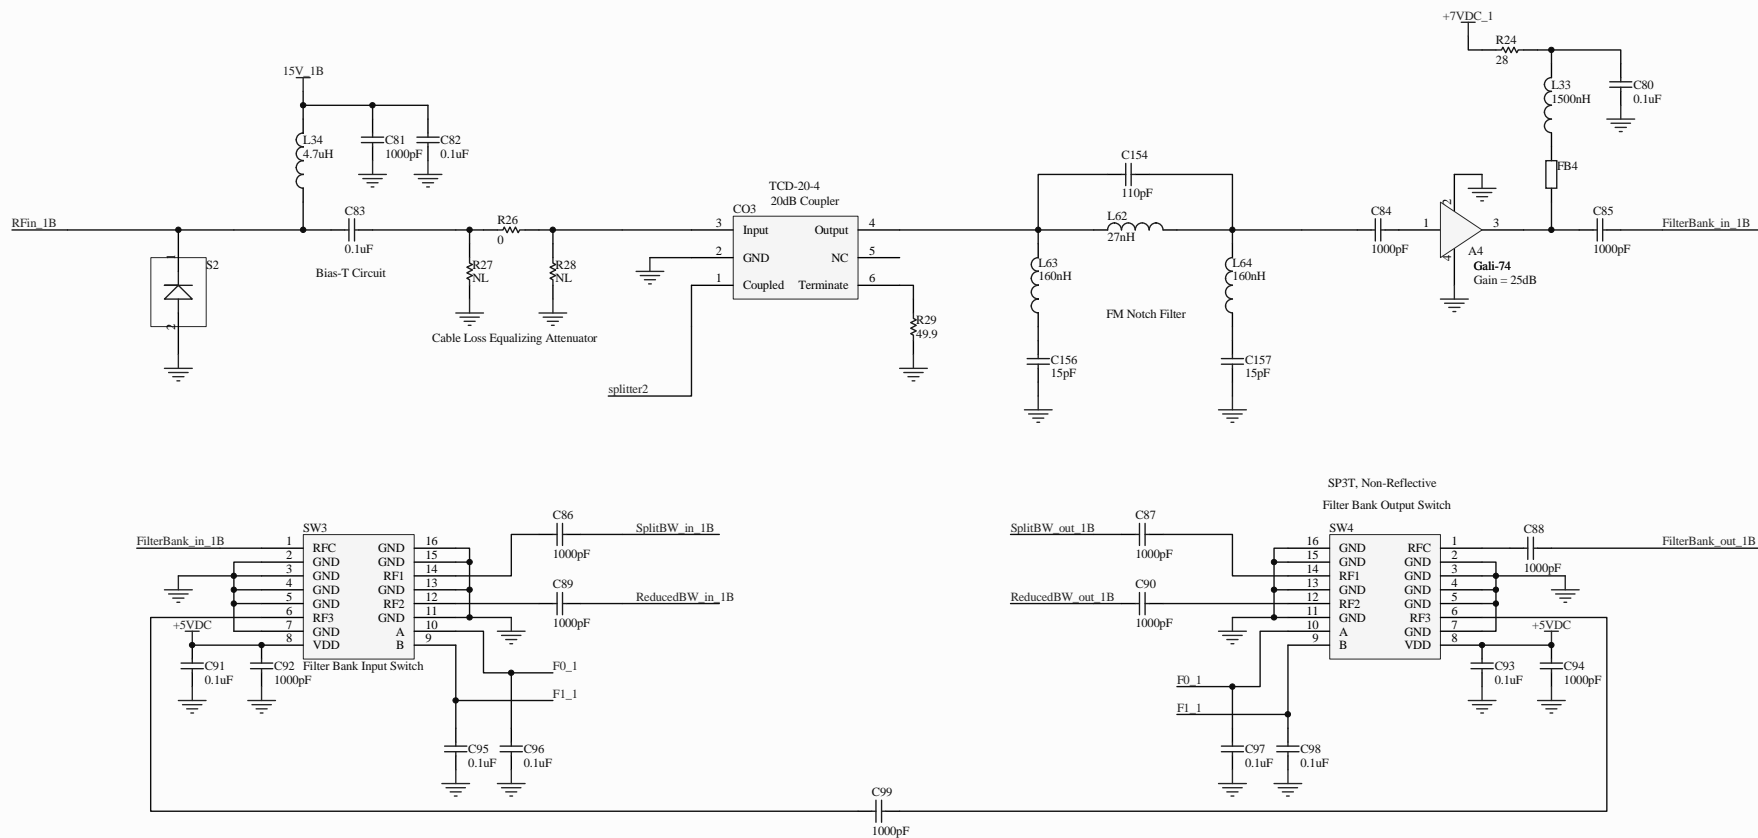 +7VDC_1
R24
28
L33
1500nH
C80
0.1uF
FB4
15V_1B
L34
4.7uH
C81
1000pF
C82
0.1uF
RFin_1B
C83
0.1uF
Bias-T Circuit
1
S2
2
R26
0
R27
NL
R28
NL
Cable Loss Equalizing Attenuator
TCD-20-4
20dB Coupler
CO3
3 Input Output 4
2 GND NC 5
1 Coupled Terminate 6
R29
49.9
splitter2
C154
110pF
L62
27nH
L63
160nH
L64
160nH
FM Notch Filter
C156
15pF
C157
15pF
C84
1000pF
1
2
3
4
A4
Gali-74
Gain = 25dB
C85
1000pF
FilterBank_in_1B
FilterBank_in_1B
SW3
1 RFC GND 16
2 GND GND 15
3 GND RF1 14
4 GND GND 13
5 GND RF2 12
6 RF3 GND 11
7 GND A 10
8 VDD B 9
Filter Bank Input Switch
+5VDC
C91
0.1uF
C92
1000pF
C86
1000pF
SplitBW_in_1B
C89
1000pF
ReducedBW_in_1B
F0_1
F1_1
C95
0.1uF
C96
0.1uF
C99
1000pF
SP3T, Non-Reflective
Filter Bank Output Switch
SW4
16 GND RFC 1
15 GND GND 2
14 RF1 GND 3
13 GND GND 4
12 RF2 GND 5
11 GND RF3 6
10 A GND 7
9 B VDD 8
SplitBW_out_1B
C87
1000pF
ReducedBW_out_1B
C90
1000pF
F0_1
F1_1
C97
0.1uF
C98
0.1uF
C88
1000pF
FilterBank_out_1B
+5VDC
C93
0.1uF
C94
1000pF